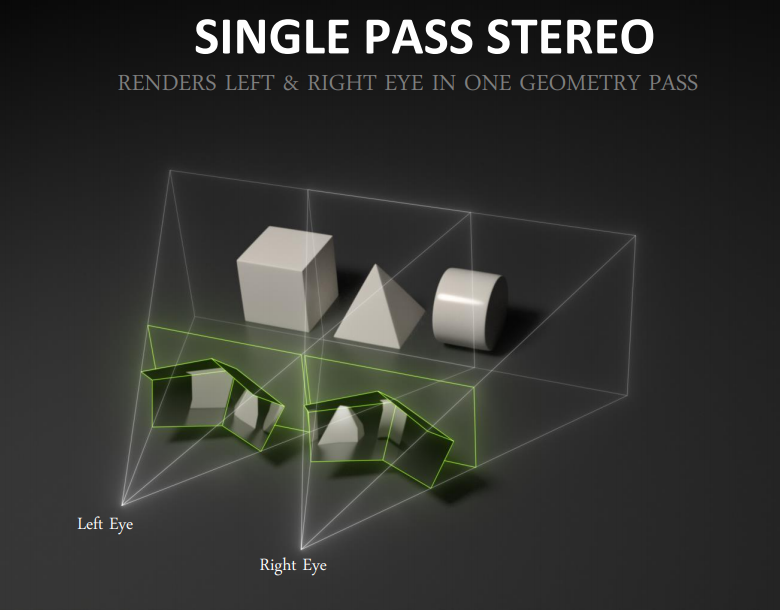 SINGLE PASS STEREO
RENDERS LEFT & RIGHT EYE IN ONE GEOMETRY PASS
Left Eye
Right Eye